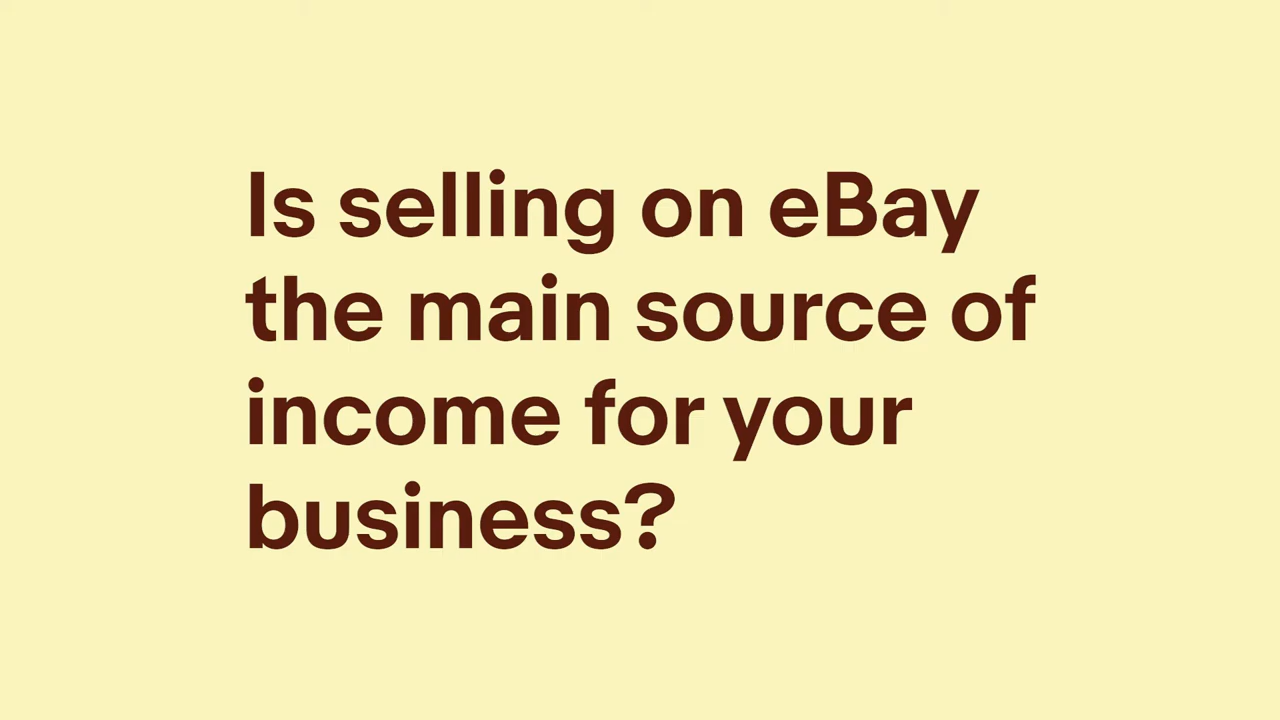 Is selling on eBay
the main source of
income for your
business?